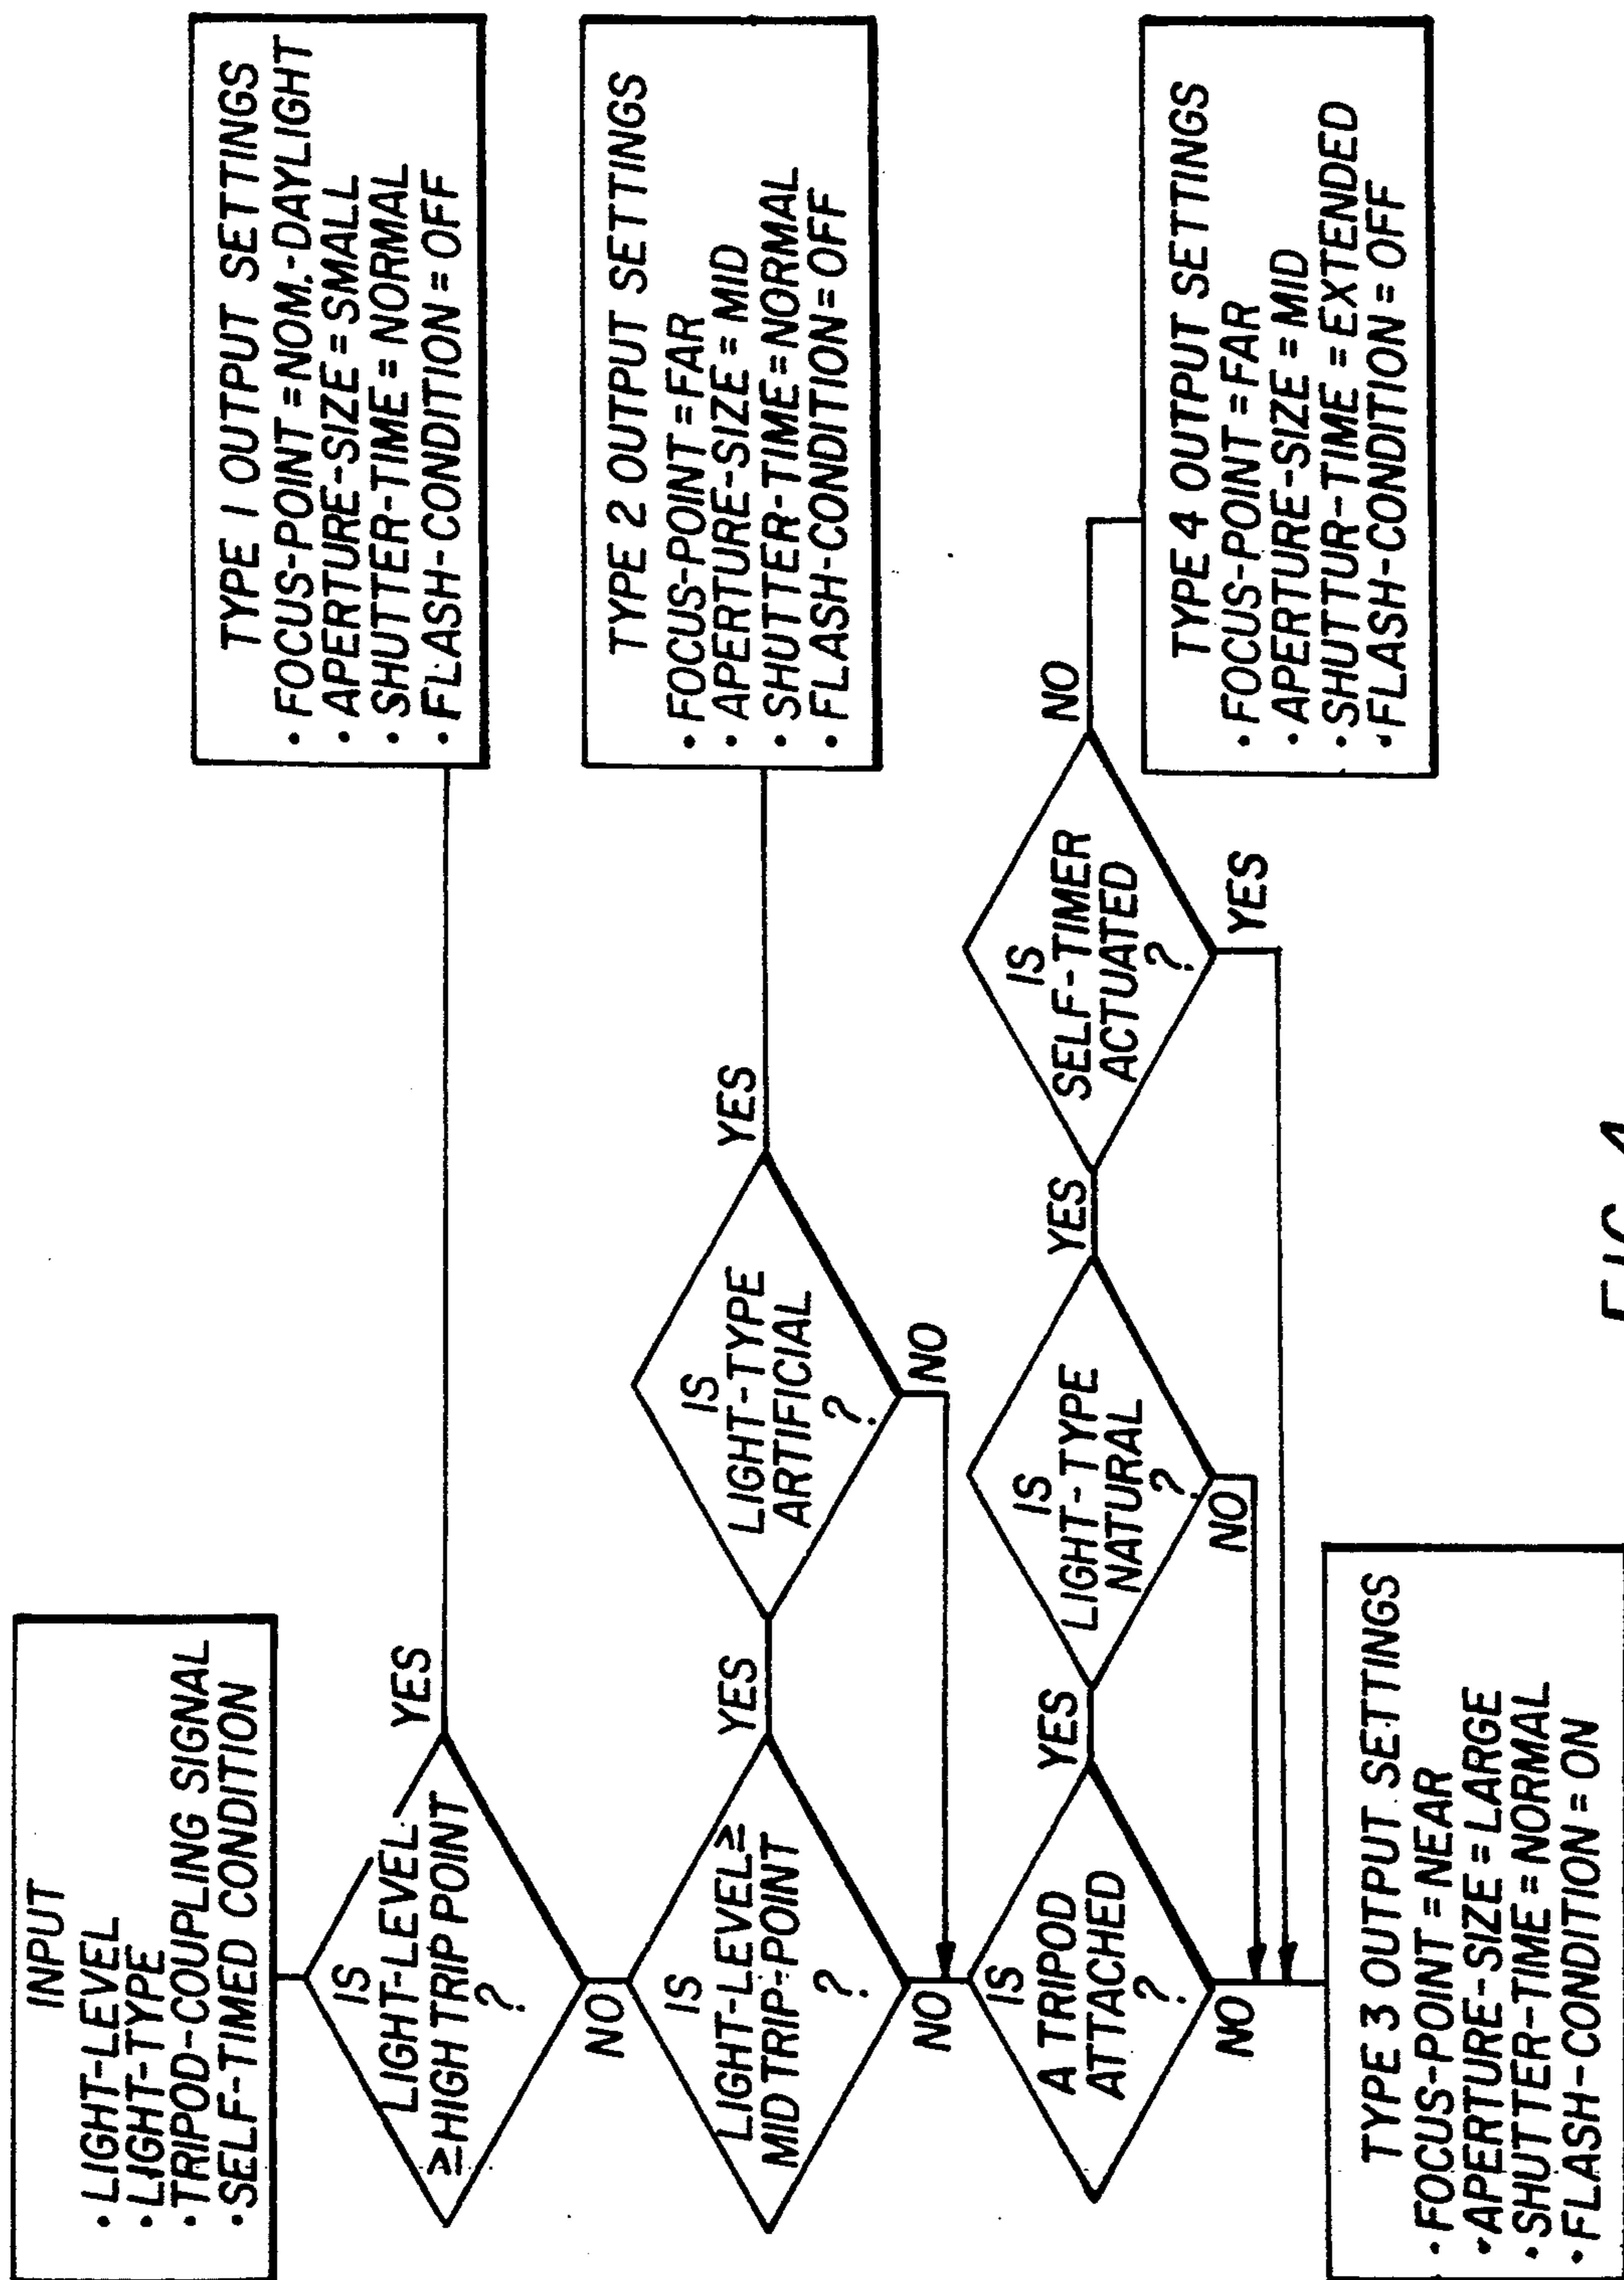 INPUT
• LIGHT-LEVEL
• LIGHT-TYPE
• TRIPOD-COUPLING SIGNAL
• SELF-TIMED CONDITION
IS
LIGHT-LEVEL
≥HIGH TRIP POINT
?
YES
NO
TYPE 1 OUTPUT SETTINGS
• FOCUS-POINT = NOM.-DAYLIGHT
• APERTURE-SIZE = SMALL
• SHUTTER-TIME = NORMAL
• FLASH-CONDITION = OFF
IS
LIGHT-LEVEL≥
MID TRIP-POINT
?
YES
NO
IS
LIGHT-TYPE
ARTIFICIAL
?
YES
NO
TYPE 2 OUTPUT SETTINGS
• FOCUS-POINT = FAR
• APERTURE-SIZE = MID
• SHUTTER-TIME = NORMAL
• FLASH-CONDITION = OFF
IS
A TRIPOD
ATTACHED
?
YES
NO
IS
LIGHT-TYPE
NATURAL
?
YES
NO
IS
SELF-TIMER
ACTUATED
?
NO
YES
TYPE 4 OUTPUT SETTINGS
• FOCUS-POINT = FAR
• APERTURE-SIZE = MID
• SHUTTUR-TIME = EXTENDED
• FLASH-CONDITION = OFF
TYPE 3 OUTPUT SETTINGS
• FOCUS-POINT = NEAR
• APERTURE-SIZE = LARGE
• SHUTTER-TIME = NORMAL
• FLASH-CONDITION = ON
FIG. 4